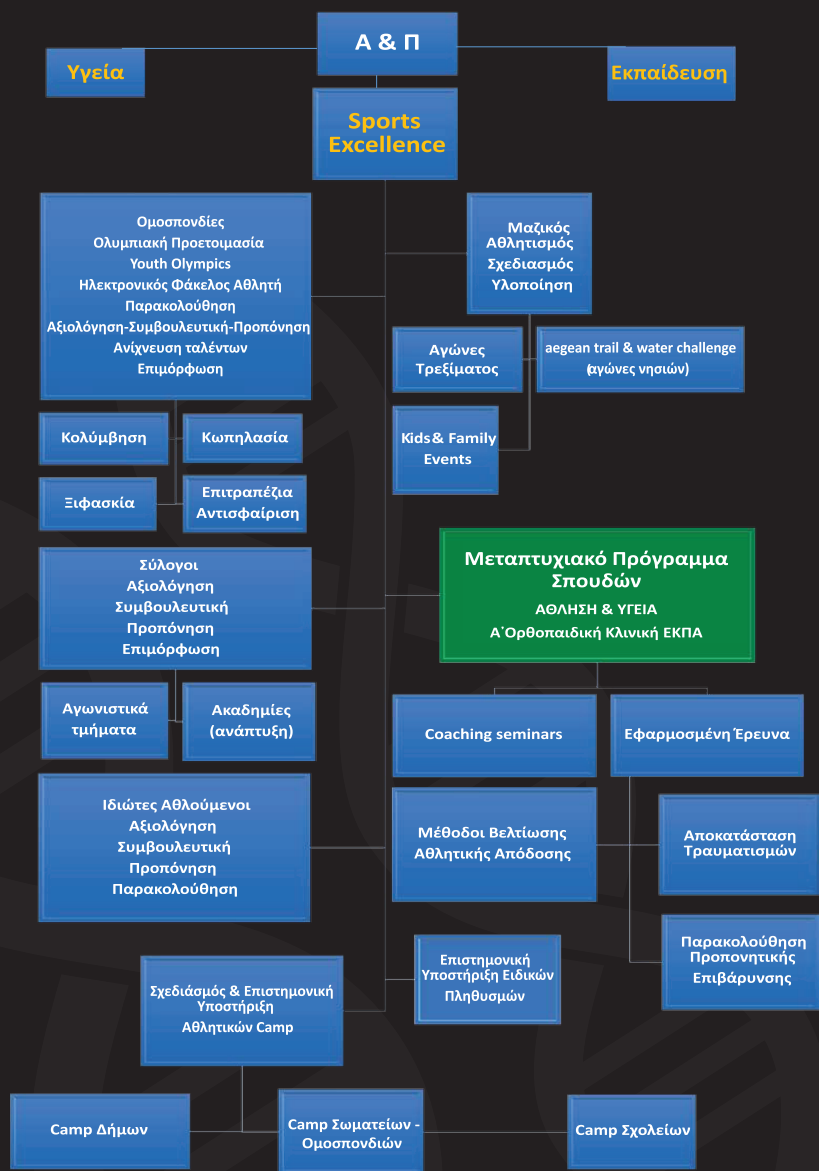 Α & Π
Υγεία
Εκπαίδευση
Sports
Excellence
Ομοσπονδίες
Ολυμπιακή Προετοιμασία
Youth Olympics
Ηλεκτρονικός Φάκελος Αθλητή
Παρακολούθηση
Αξιολόγηση-Συμβουλευτική-Προπόνηση
Ανίχνευση ταλέντων
Επιμόρφωση
Μαζικός
Αθλητισμός
Σχεδιασμός
Υλοποίηση
Αγώνες
Τρεξίματος
aegean trail & water challenge
(αγώνες νησιών)
Kids& Family
Events
Κολύμβηση
Κωπηλασία
Ξιφασκία
Επιτραπέζια
Αντισφαίριση
Σύλογοι
Αξιολόγηση
Συμβουλευτική
Προπόνηση
Επιμόρφωση
Μεταπτυχιακό Πρόγραμμα
Σπουδών
ΑΘΛΗΣΗ & ΥΓΕΙΑ
Α΄Ορθοπαιδική Κλινική ΕΚΠΑ
Αγωνιστικά
τμήματα
Ακαδημίες
(ανάπτυξη)
Coaching seminars
Εφαρμοσμένη Έρευνα
Ιδιώτες Αθλούμενοι
Αξιολόγηση
Συμβουλευτική
Προπόνηση
Παρακολούθηση
Μέθοδοι Βελτίωσης
Αθλητικής Απόδοσης
Αποκατάσταση
Τραυματισμών
Παρακολούθηση
Προπονητικής
Επιβάρυνσης
Επιστημονική
Υποστήριξη Ειδικών
Πληθυσμών
Σχεδιάσμός & Επιστημονική
Υποστήριξη
Αθλητικών Camp
Camp Δήμων
Camp Σωματείων -
Ομοσπονδιών
Camp Σχολείων